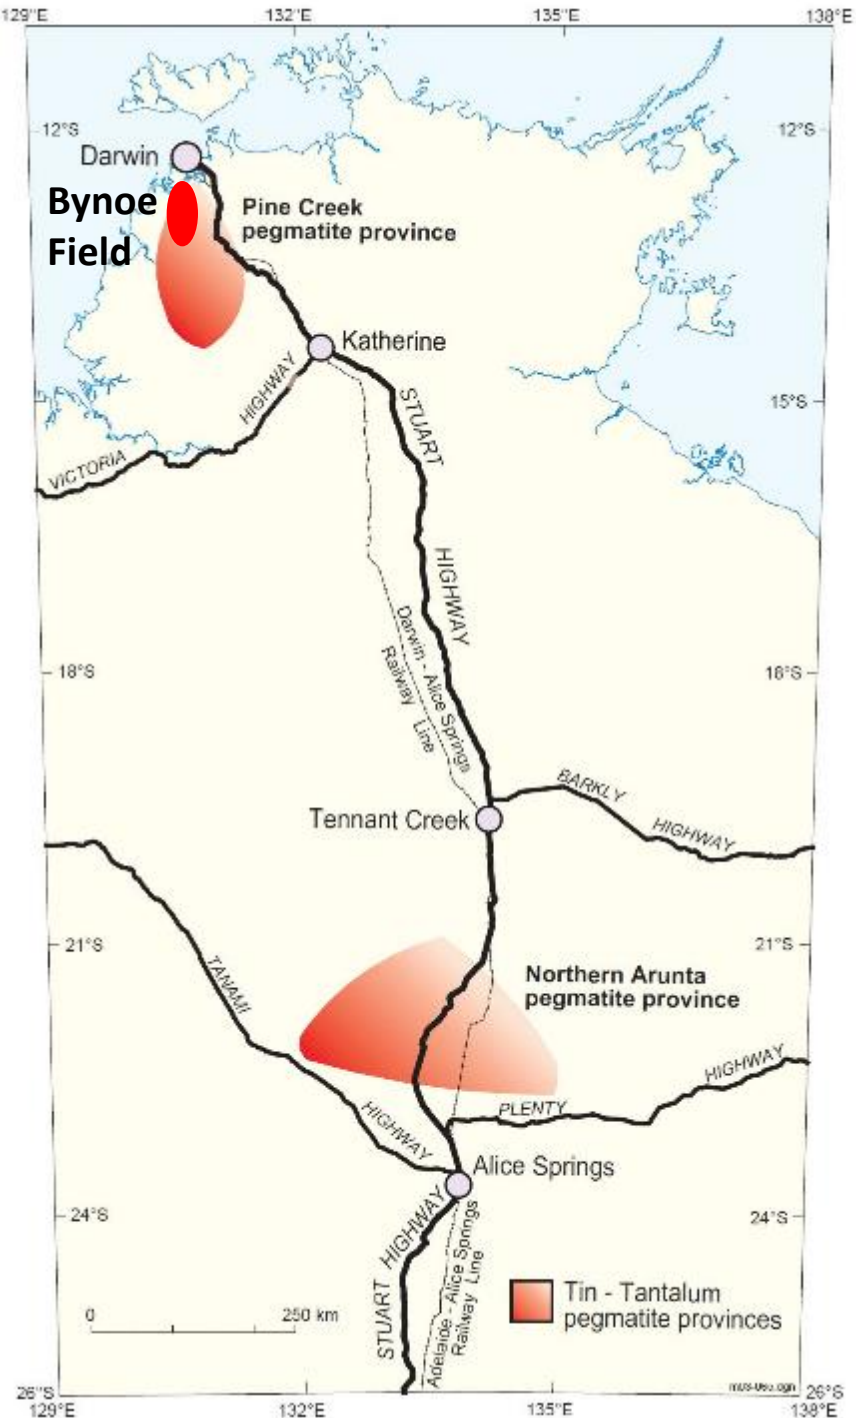 129°E
132°E
135°E
138°E
12°S
12°S
Darwin
Bynoe
Field
Pine Creek
pegmatite province
Katherine
VICTORIA
HIGHWAY
15°S
STUART
HIGHWAY
Darwin - Alice Springs
Railway Line
18°S
18°S
Tennant Creek
BARKLY
HIGHWAY
21°S
21°S
TANAMI
HIGHWAY
Northern Arunta
pegmatite province
PLENTY
HIGHWAY
Alice Springs
24°S
24°S
STUART
HIGHWAY
Adelaide - Alice Springs
Railway Line
0
250 km
Tin - Tantalum
pegmatite provinces
26°S
26°S
129°E
132°E
135°E
138°E